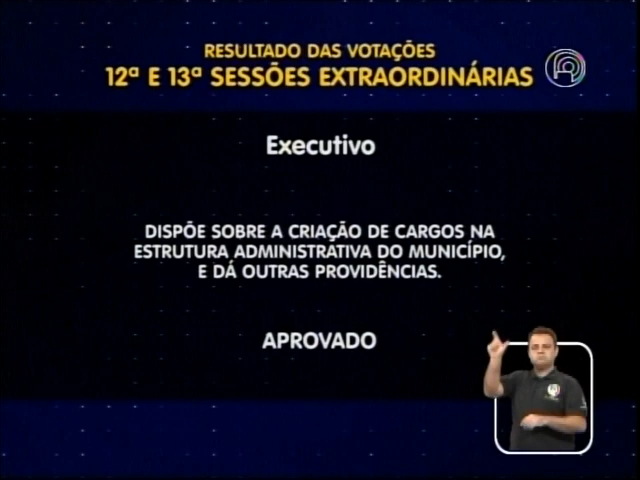 RESULTADO DAS VOTAÇÕES
12ª E 13ª SESSÕES EXTRAORDINÁRIAS
Executivo
DISPÕE SOBRE A CRIAÇÃO DE CARGOS NA
ESTRUTURA ADMINISTRATIVA DO MUNICÍPIO,
E DÁ OUTRAS PROVIDÊNCIAS.
APROVADO